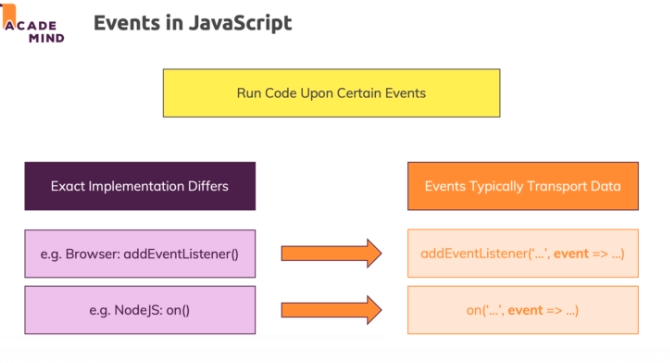 ACADE
MIND
Events in JavaScript
Run Code Upon Certain Events
Exact Implementation Differs
Events Typically Transport Data
e.g. Browser: addEventListener()
addEventListener(‘...’, event => ...)
e.g. NodeJS: on()
on(‘...’, event => ...)